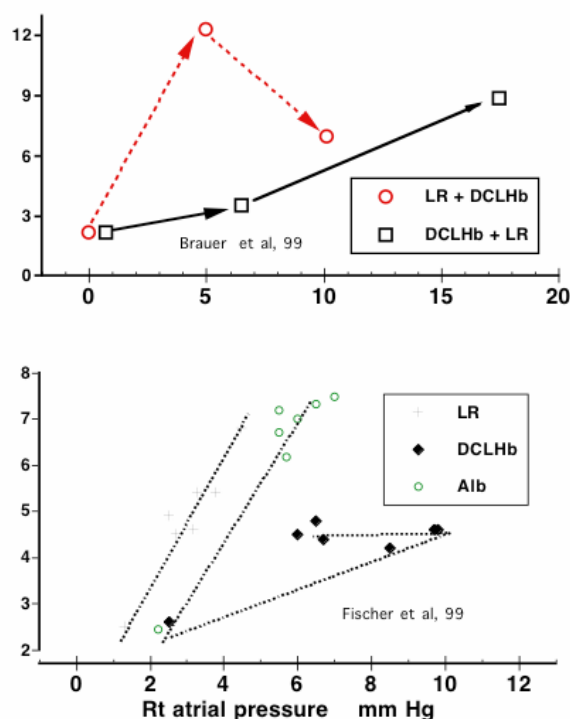 12
9
6
3
0
LR + DCLHb
DCLHb + LR
Brauer et al, 99
0 5 10 15 20
8
7
6
5
4
3
2
LR
DCLHb
Alb
Fischer et al, 99
0 2 4 6 8 10 12
Rt atrial pressure mm Hg